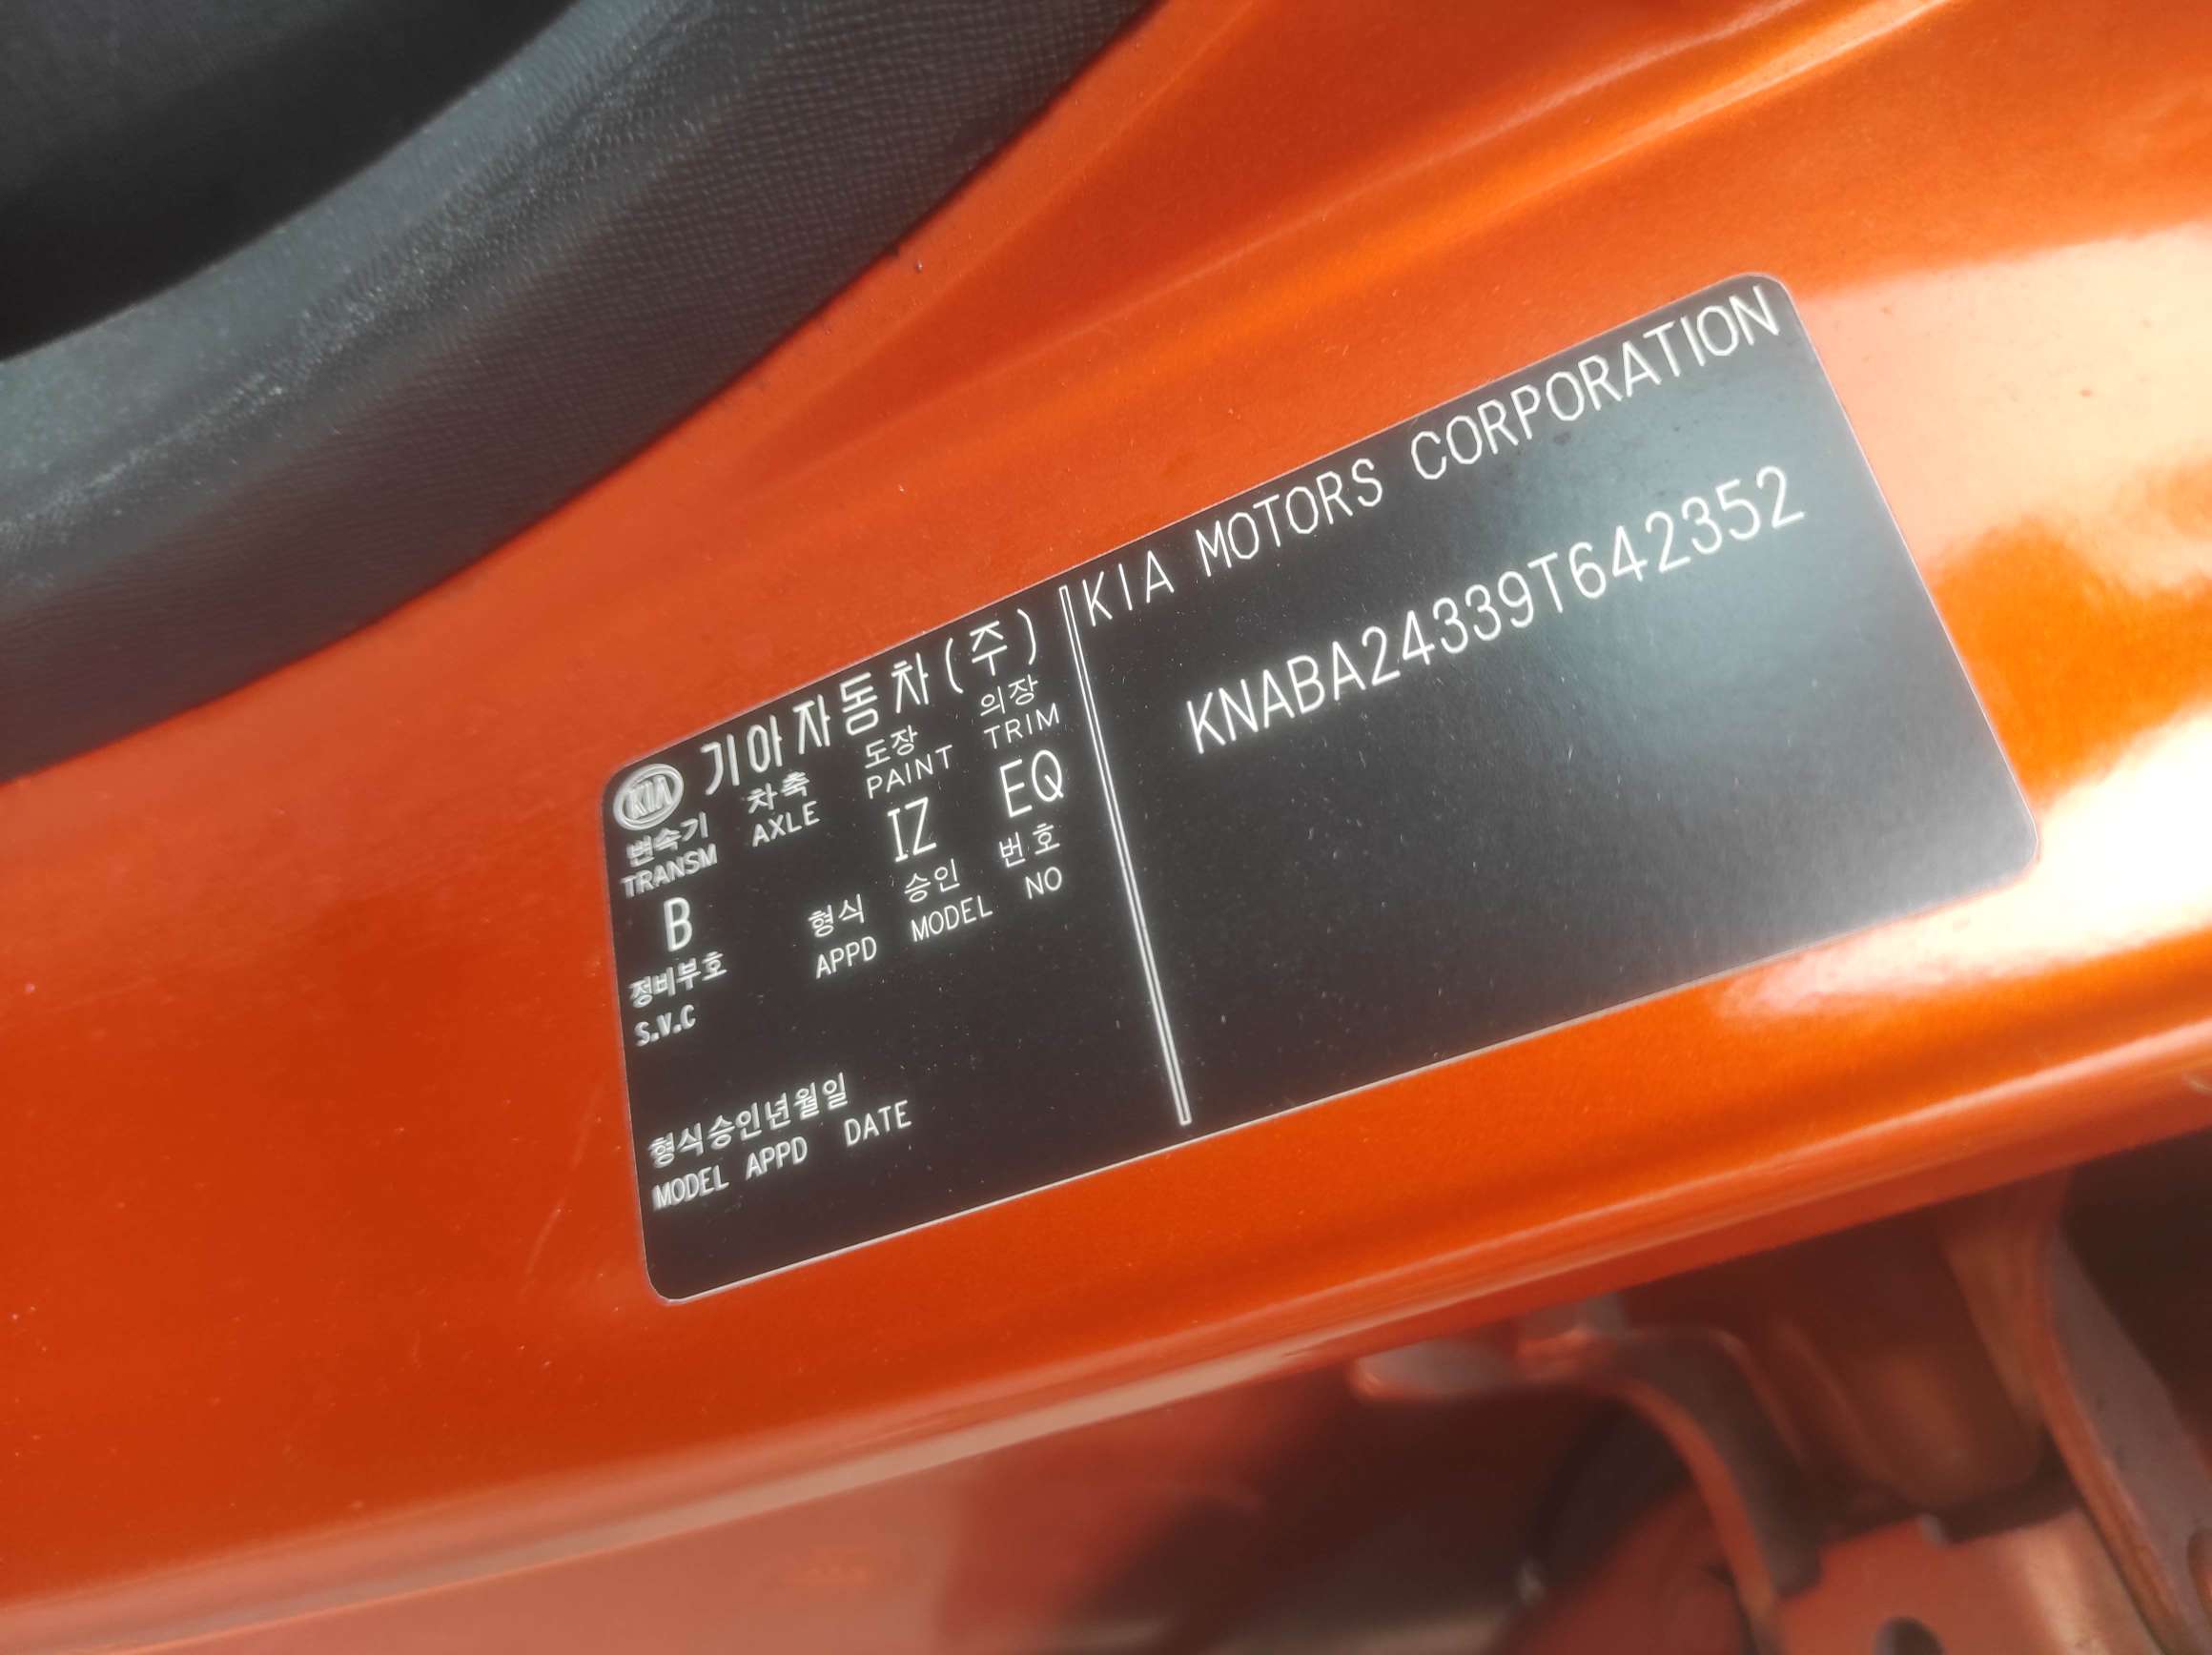 KIA 기아자동차(주)
변속기 차축 도장 의장
TRANSM AXLE PAINT TRIM
B IZ EQ
정비부호 형식 승인 번호
S.V.C APPD MODEL NO
형식승인년월일
MODEL APPD DATE
KIA MOTORS CORPORATION
KNABA24339T642352